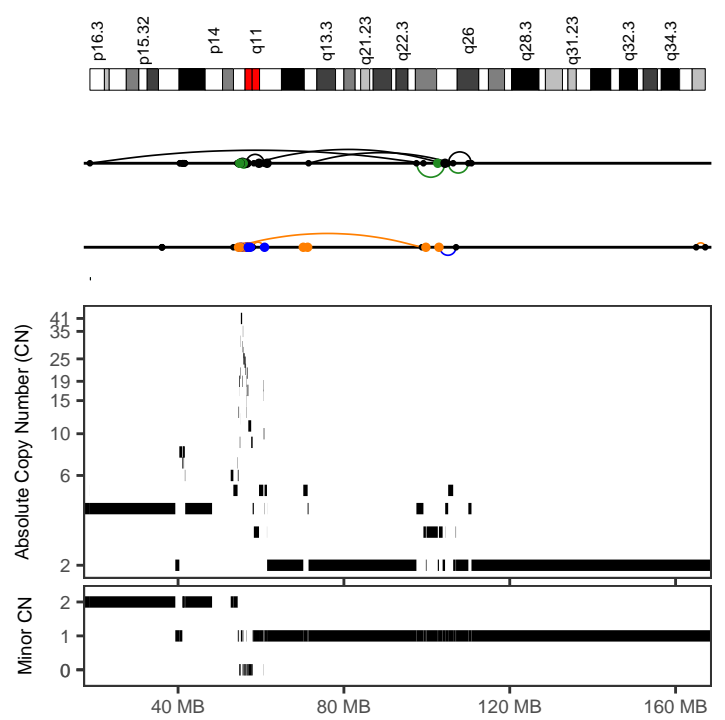 p16.3 p15.32 p14 q11 q13.3 q21.23 q22.3 q26 q28.3 q31.23 q32.3 q34.3
Absolute Copy Number (CN)
41
35
25
19
15
10
6
2
Minor CN
2
1
0
40 MB 80 MB 120 MB 160 MB